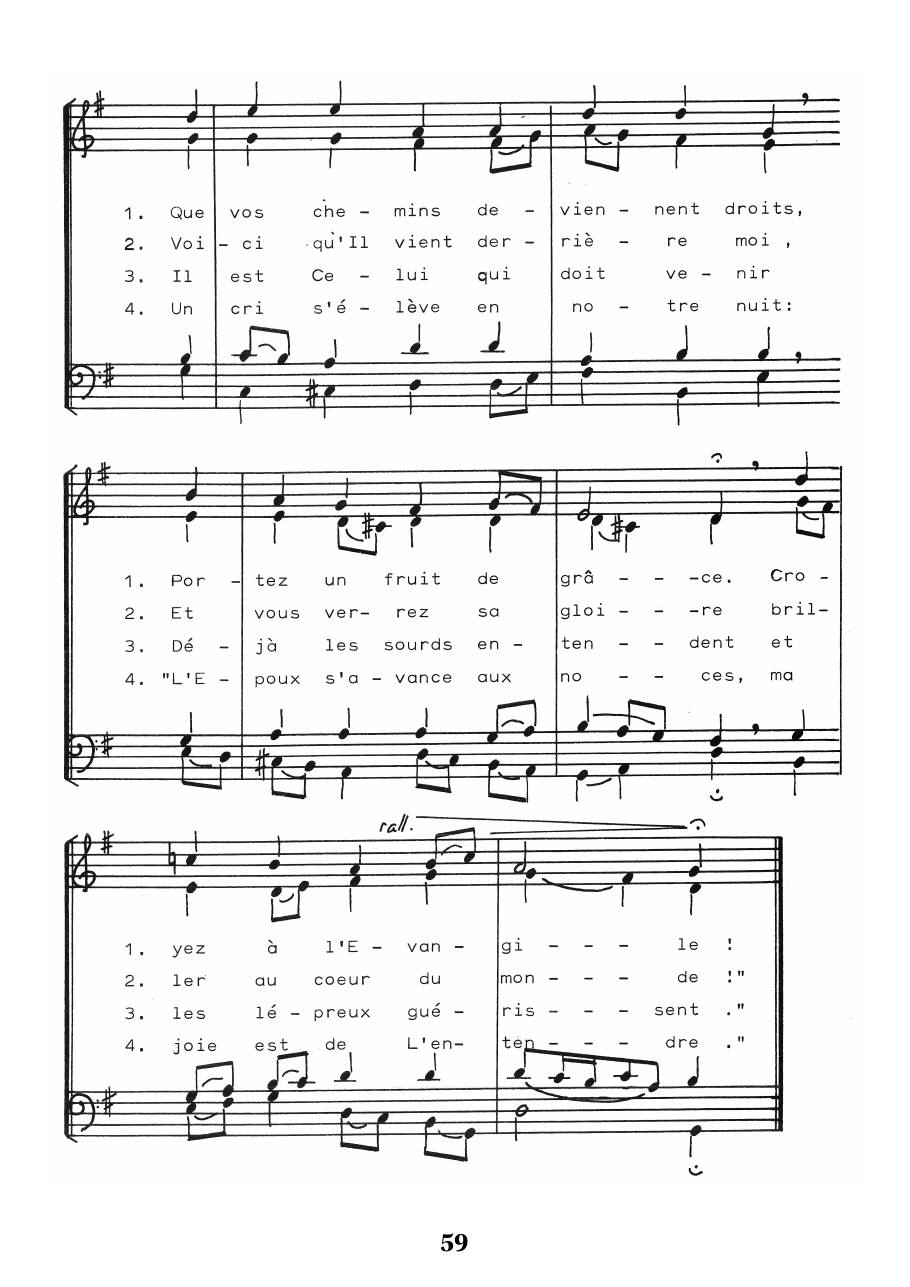 1. Que vos che - mins de - vien - nent droits,
2. Voi - ci qu'Il vient der - riè - re moi ,
3. Il est Ce - lui qui doit ve - nir
4. Un cri s'é - lève en no - tre nuit:
1. Por - tez un fruit de grâ - - -ce. Cro -
2. Et vous ver- rez sa gloi - - -re bril-
3. Dé - jà les sourds en - ten - - dent et
4. "L'E - poux s'a - vance aux no - - ces, ma
rall.
1. yez à l'E - van - gi - - - le !
2. ler au coeur du mon - - - de !"
3. les lé - preux gué - ris - - - sent ."
4. joie est de L'en- ten - - - dre ."
59